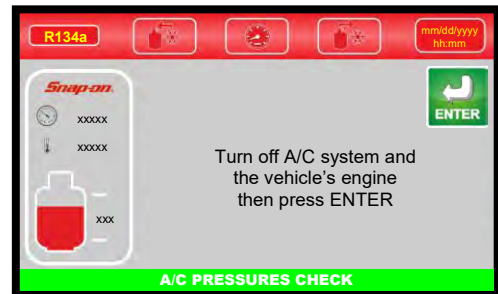 R134a
mm/dd/yyyy
hh:mm
Snap-on
ENTER
xxxxx
xxxxx
xxx
Turn off A/C system and
the vehicle’s engine
then press ENTER
A/C PRESSURES CHECK